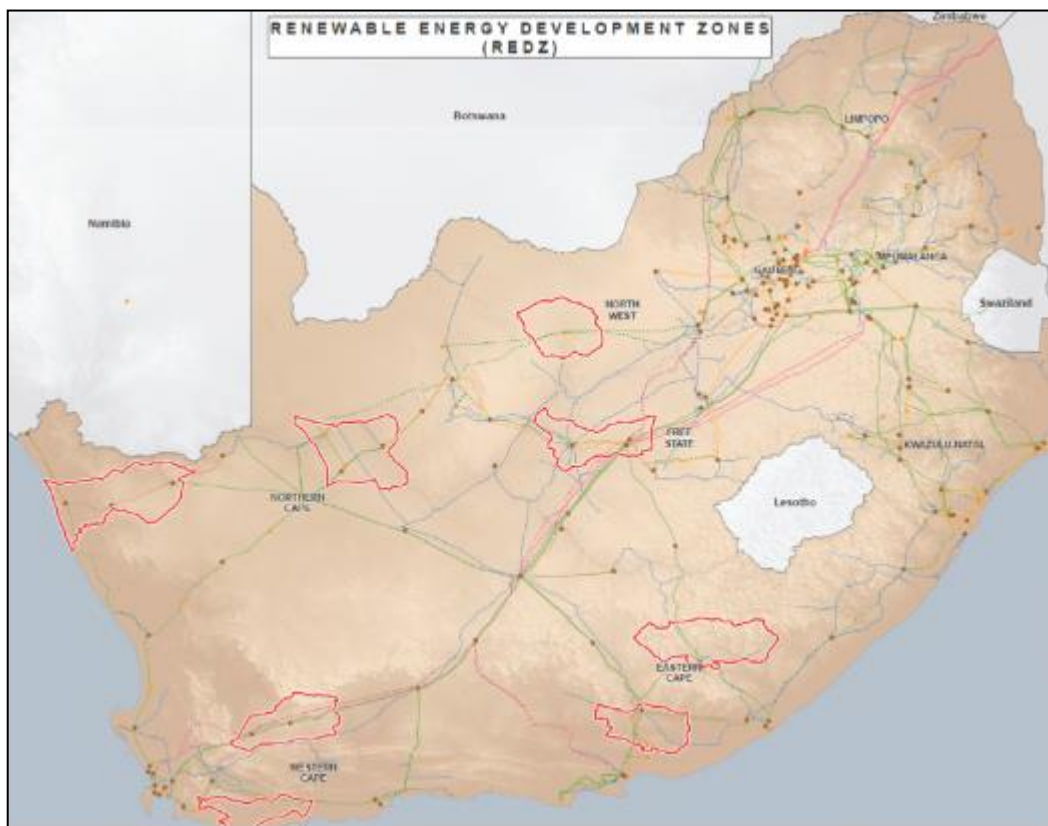 RENEWABLE ENERGY DEVELOPMENT ZONES
(REDZ)
Zimbabwe
Botswana
LIMPOPO
Namibia
MPUMALANGA
GAUTENG
Swaziland
NORTH
WEST
FREE
STATE
KWAZULU-NATAL
NORTHERN
CAPE
Lesotho
EASTERN
CAPE
WESTERN
CAPE